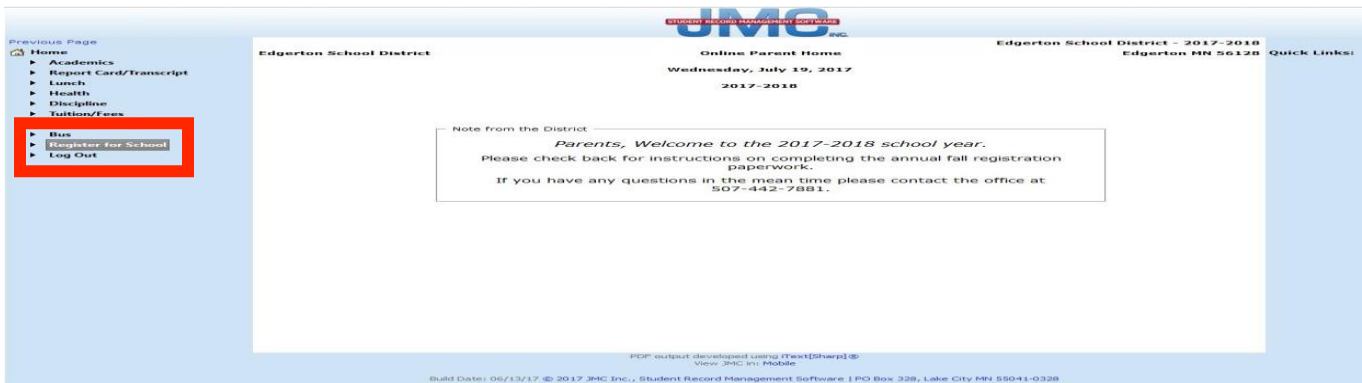 STUDENT RECORD MANAGEMENT SOFTWARE
JMC INC.
Previous Page
Home
Academics
Report Card/Transcript
Lunch
Health
Discipline
Tuition/Fees
Bus
Register for School
Log Out
Edgerton School District
Online Parent Home
Wednesday, July 19, 2017
2017-2018
Edgerton School District - 2017-2018
Edgerton MN 56128
Quick Links:
Note from the District
Parents, Welcome to the 2017-2018 school year.
Please check back for instructions on completing the annual fall registration
paperwork.
If you have any questions in the mean time please contact the office at
507-442-7881.
PDF output developed using iText[Sharp]®
View JMC in: Mobile
Build Date: 06/13/17 © 2017 JMC Inc., Student Record Management Software | PO Box 328, Lake City MN 55041-0328